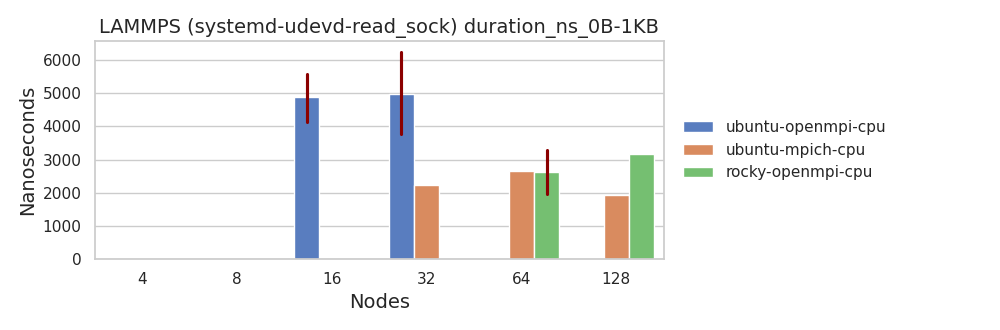 LAMMPS (systemd-udevd-read_sock) duration_ns_0B-1KB
Nanoseconds
6000
5000
4000
3000
2000
1000
0
4 8 16 32 64 128
Nodes
ubuntu-openmpi-cpu
ubuntu-mpich-cpu
rocky-openmpi-cpu